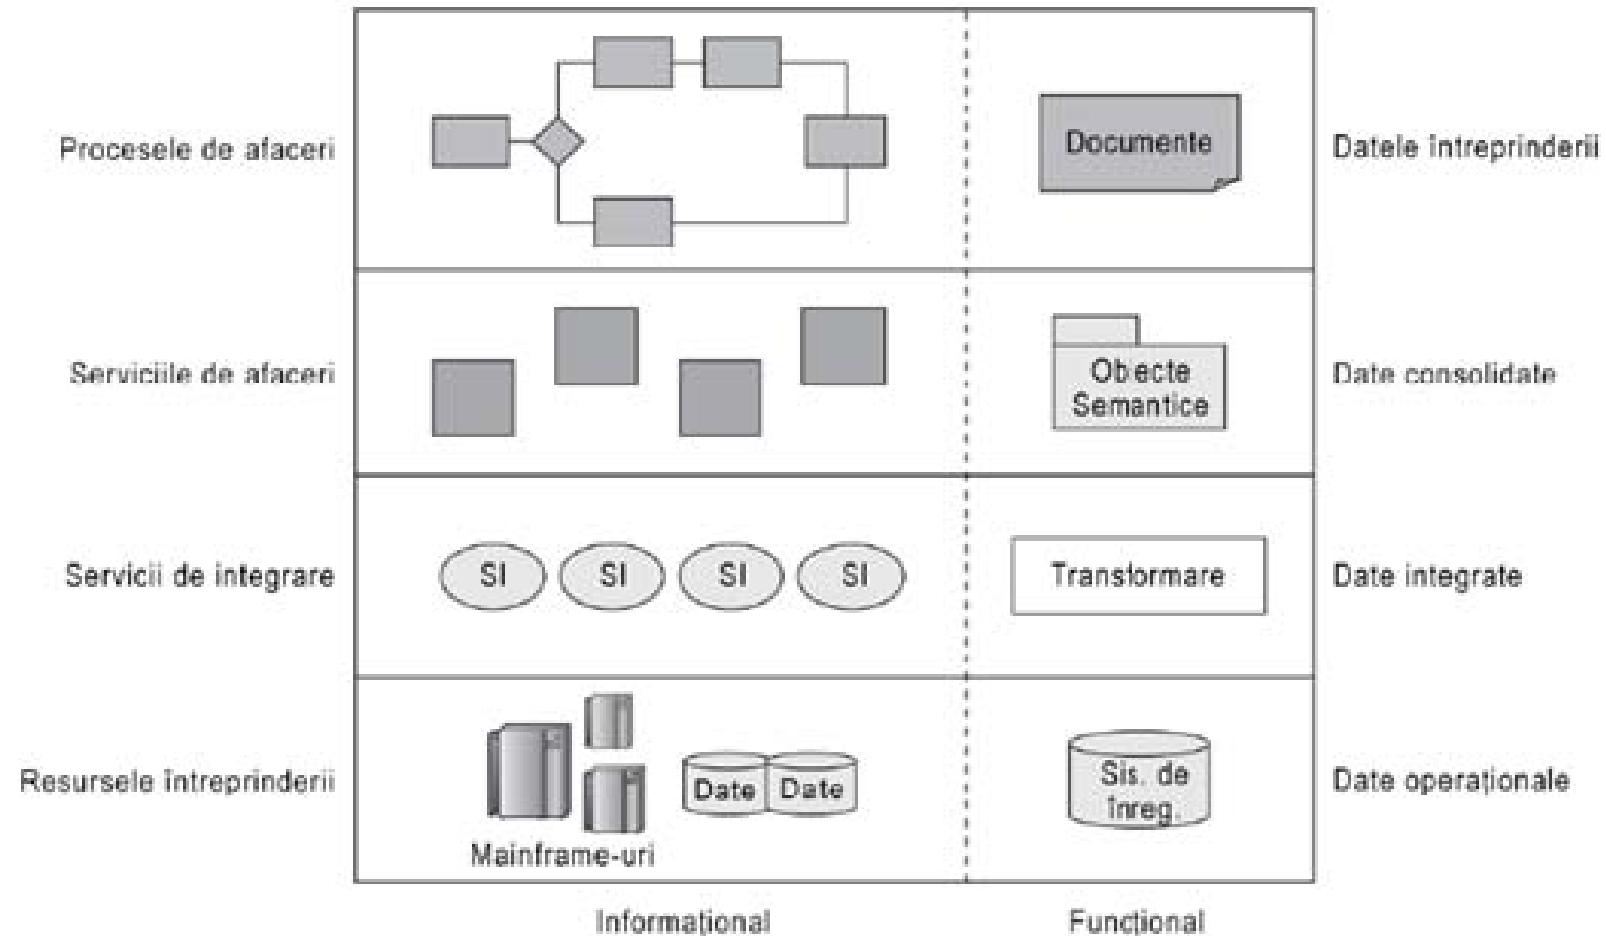 Procesele de afaceri
Documente
Datele întreprinderii
Serviciile de afaceri
Obiecte
Semantice
Date consolidate
Servicii de integrare
SI
SI
SI
SI
Transformare
Date integrate
Resursele întreprinderii
Date
Date
Mainframe-uri
Sis. de
înreg.
Date operaționale
Informațional
Funcțional